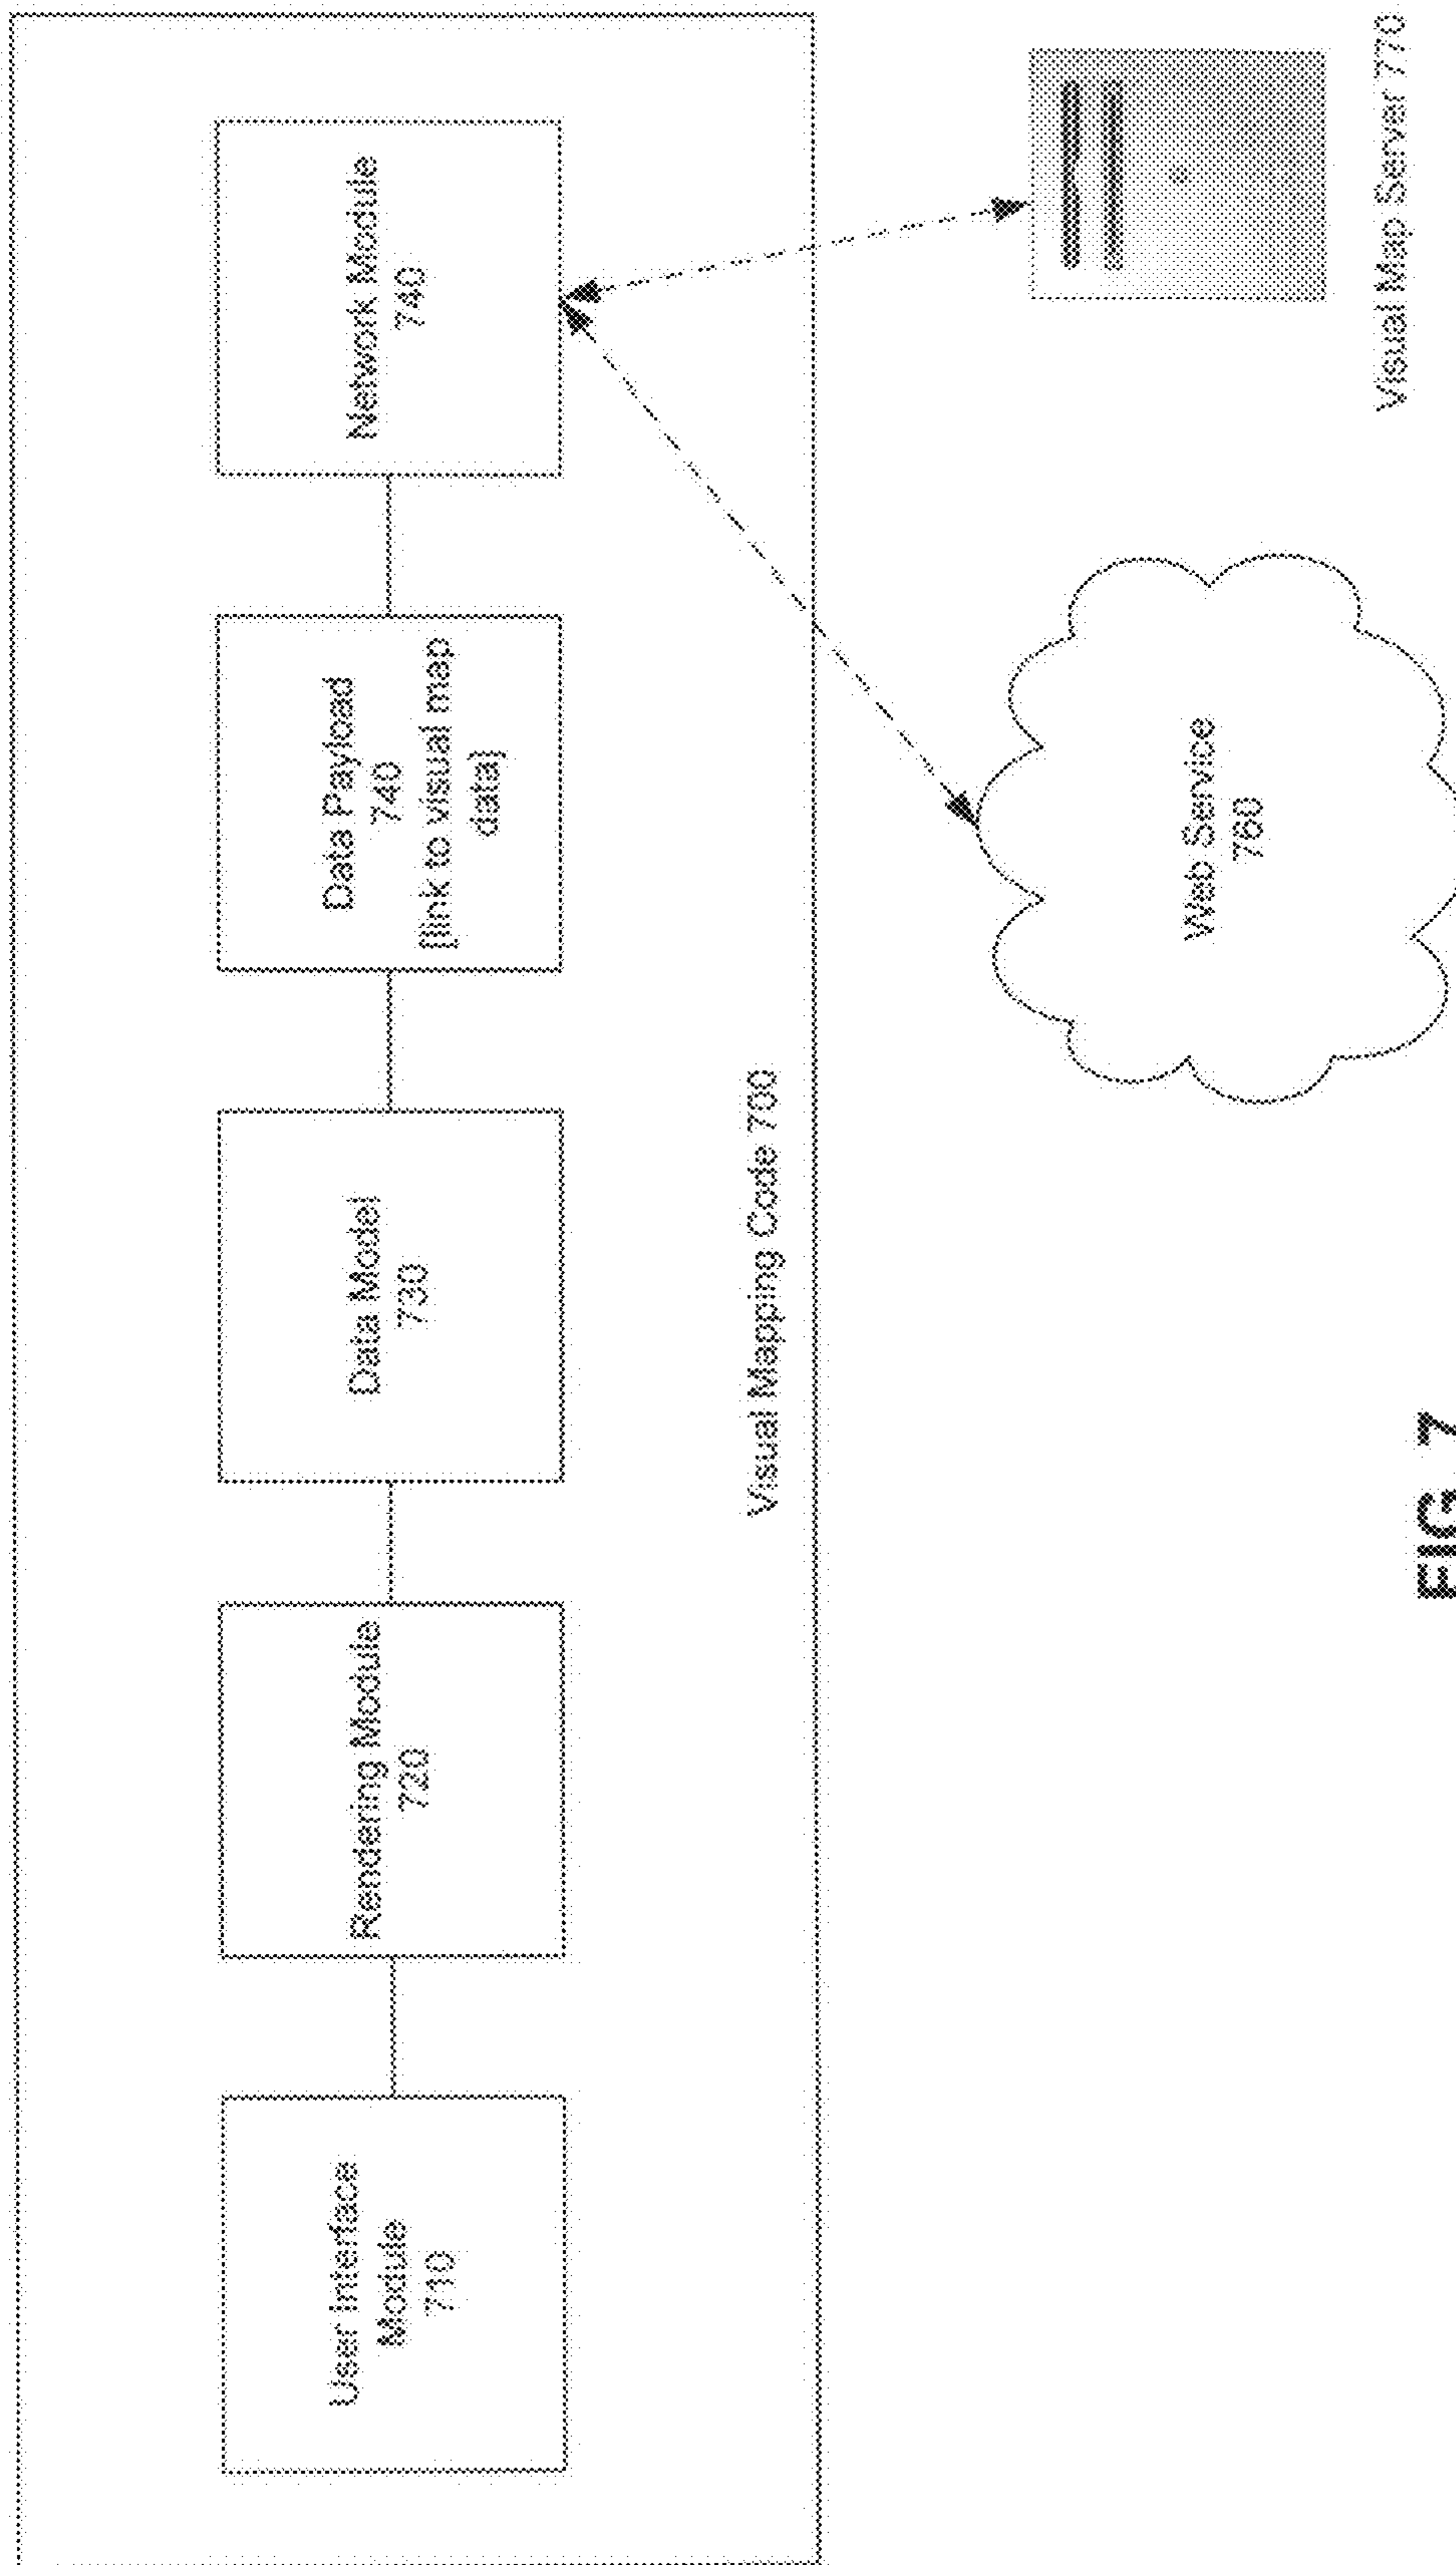 User Interface
Module
710
Rendering Module
720
Data Model
730
Data Payload
740
[link to visual map
data]
Network Module
740
Visual Mapping Code 700
Web Service
760
Visual Map Server 770
FIG 7